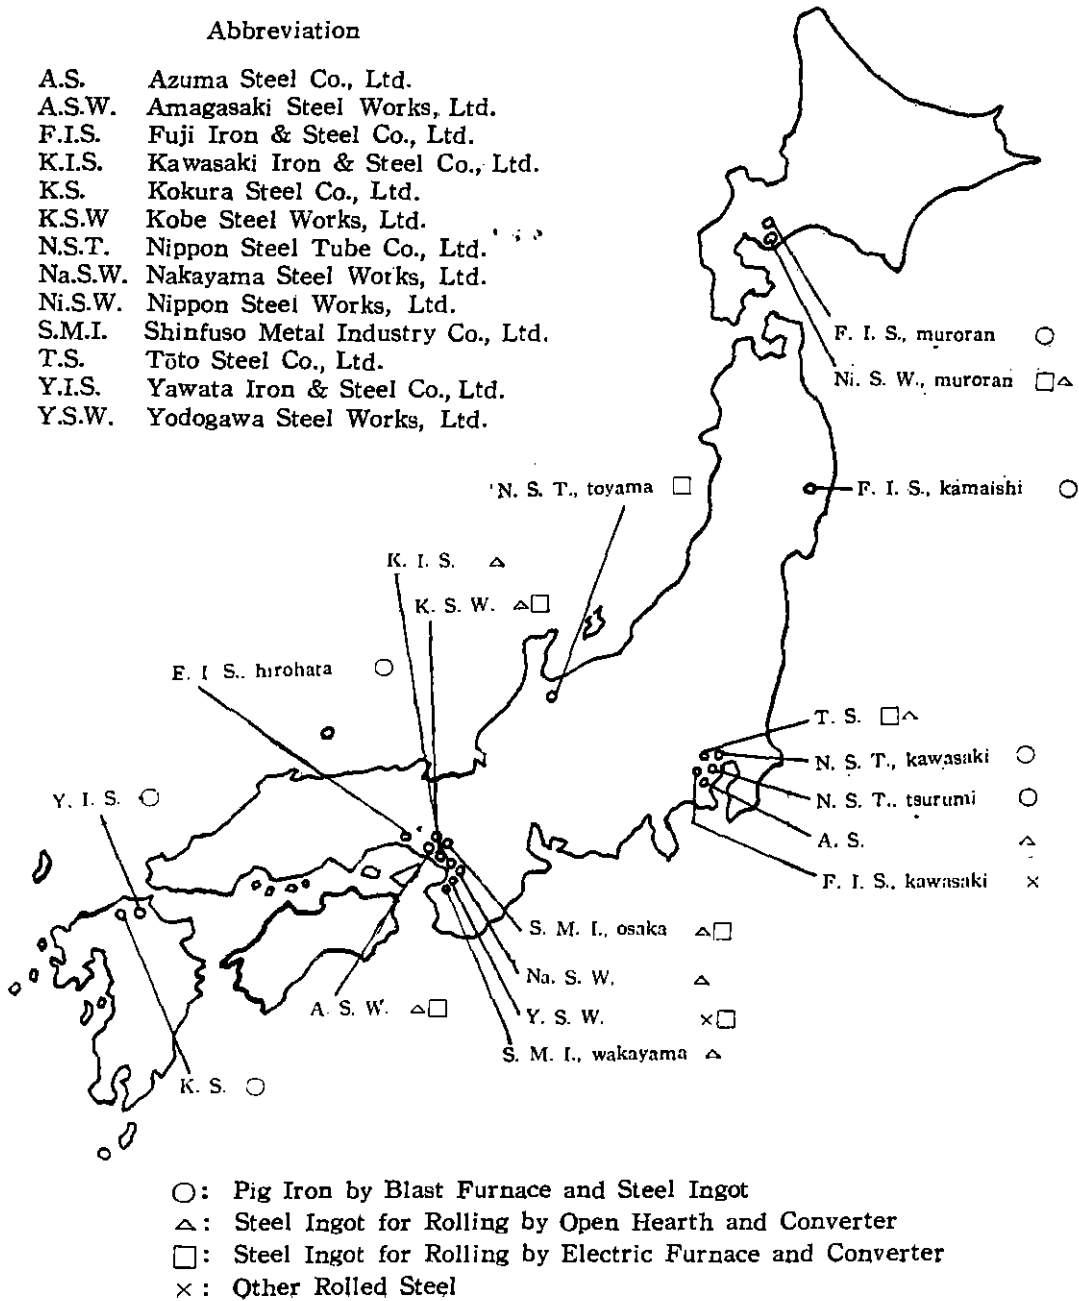 Abbreviation
A.S. Azuma Steel Co., Ltd.
A.S.W. Amagasaki Steel Works, Ltd.
F.I.S. Fuji Iron & Steel Co., Ltd.
K.I.S. Kawasaki Iron & Steel Co., Ltd.
K.S. Kokura Steel Co., Ltd.
K.S.W Kobe Steel Works, Ltd.
N.S.T. Nippon Steel Tube Co., Ltd.
Na.S.W. Nakayama Steel Works, Ltd.
Ni.S.W. Nippon Steel Works, Ltd.
S.M.I. Shinfuso Metal Industry Co., Ltd.
T.S. Tōto Steel Co., Ltd.
Y.I.S. Yawata Iron & Steel Co., Ltd.
Y.S.W. Yodogawa Steel Works, Ltd.
F. I. S., muroran ○
Ni. S. W., muroran □△
N. S. T., toyama □
F. I. S., kamaishi ○
K. I. S. △
K. S. W. △□
F. I. S., hirohata ○
T. S. □△
N. S. T., kawasaki ○
Y. I. S. ○
N. S. T., tsurumi ○
A. S. △
F. I. S., kawasaki ×
S. M. I., osaka △□
Na. S. W. △
A. S. W. △□
Y. S. W. ×□
S. M. I., wakayama △
K. S. ○
○: Pig Iron by Blast Furnace and Steel Ingot
△: Steel Ingot for Rolling by Open Hearth and Converter
□: Steel Ingot for Rolling by Electric Furnace and Converter
×: Other Rolled Steel